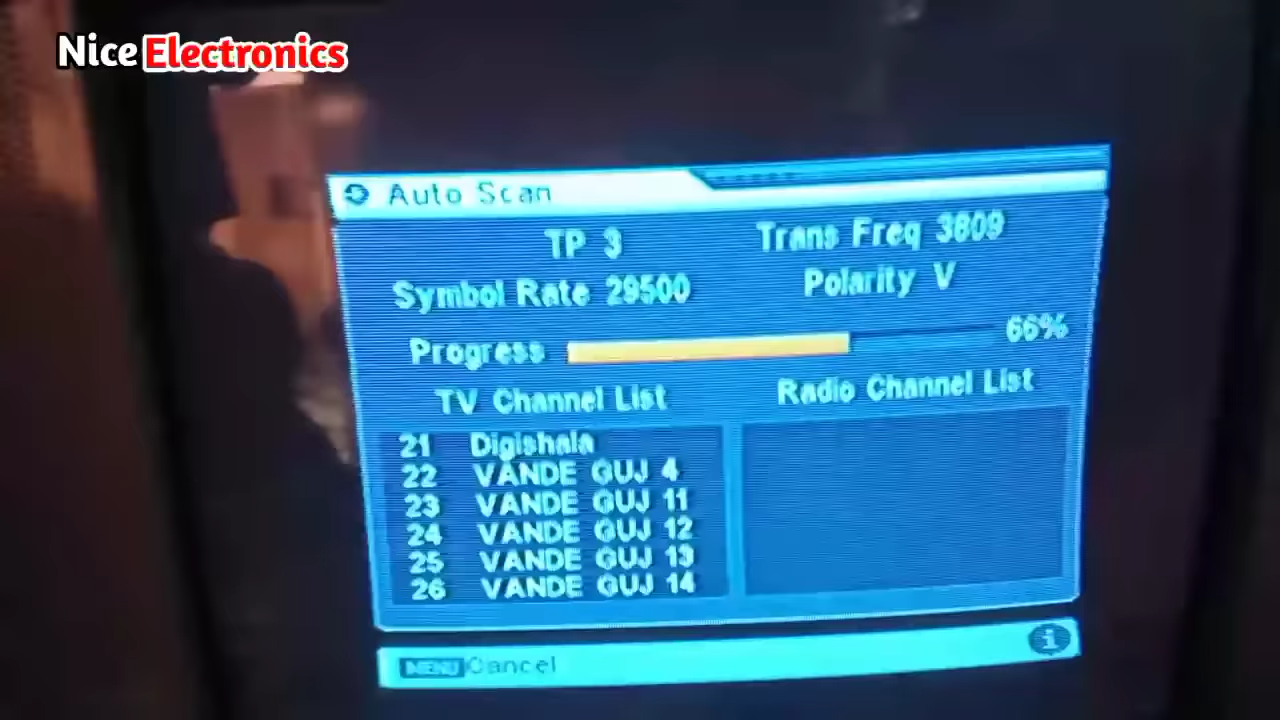 Nice Electronics
Auto Scan
TP 3 Trans Freq 3809
Symbol Rate 29500 Polarity V
Progress 66%
TV Channel List Radio Channel List
21 Digishala
22 VANDE GUJ 4
23 VANDE GUJ 11
24 VANDE GUJ 12
25 VANDE GUJ 13
26 VANDE GUJ 14
MENU Cancel